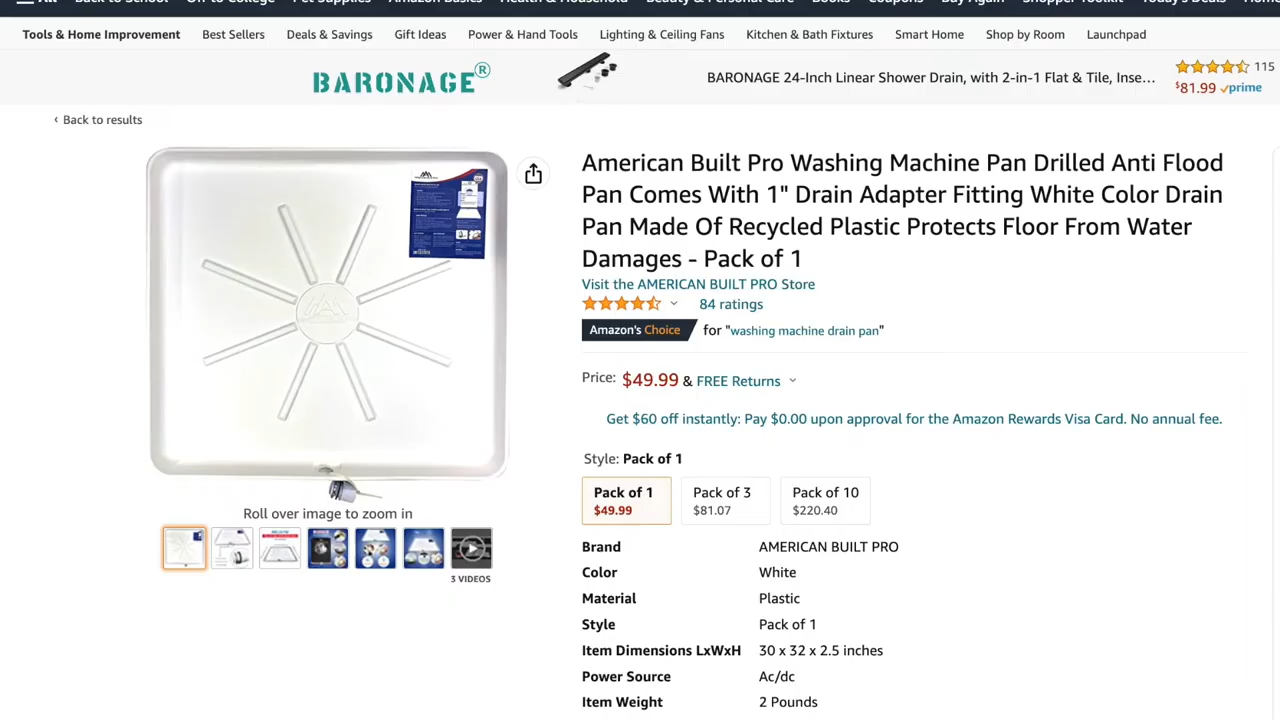 Tools & Home Improvement Best Sellers Deals & Savings Gift Ideas Power & Hand Tools Lighting & Ceiling Fans Kitchen & Bath Fixtures Smart Home Shop by Room Launchpad
BARONAGE®
BARONAGE 24-Inch Linear Shower Drain, with 2-in-1 Flat & Tile, Inse…
115
$81.99 prime
‹ Back to results
American Built Pro Washing Machine Pan Drilled Anti Flood
Pan Comes With 1" Drain Adapter Fitting White Color Drain
Pan Made Of Recycled Plastic Protects Floor From Water
Damages - Pack of 1
Visit the AMERICAN BUILT PRO Store
84 ratings
Amazon's Choice for "washing machine drain pan"
Price: $49.99 & FREE Returns
Get $60 off instantly: Pay $0.00 upon approval for the Amazon Rewards Visa Card. No annual fee.
Style: Pack of 1
Pack of 1 Pack of 3 Pack of 10
$49.99 $81.07 $220.40
Roll over image to zoom in
3 VIDEOS
Brand AMERICAN BUILT PRO
Color White
Material Plastic
Style Pack of 1
Item Dimensions LxWxH 30 x 32 x 2.5 inches
Power Source Ac/dc
Item Weight 2 Pounds